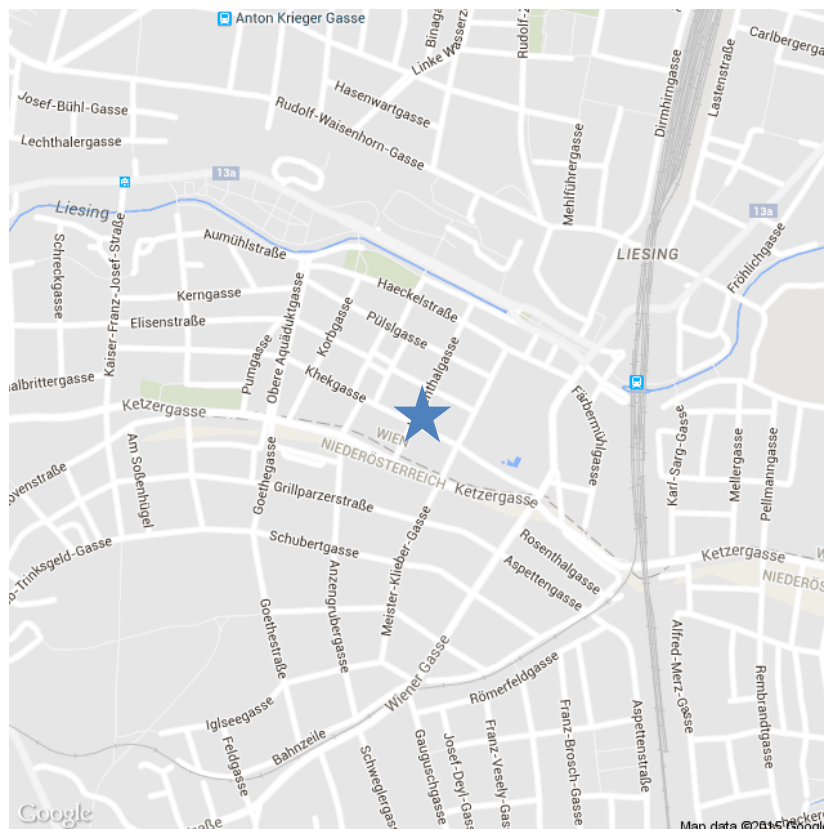 Anton Krieger Gasse
Binaga
Linke Wasserz
Rudolf-Z
Carlbergerga
Josef-Bühl-Gasse
Hasenwartgasse
Dirmhirngasse
Lastenstraße
Rudolf-Waisenhorn-Gasse
Lechthalergasse
13a
Mehlführergasse
Liesing
13a
Schreckgasse
Kaiser-Franz-Josef-Straße
Aumühlstraße
LIESING
Fröhlichgasse
Kerngasse
Haeckelstraße
Elisenstraße
Obere Aquäduktgasse
Korbgasse
Pülslgasse
Pumgasse
nthalgasse
albrittergasse
Khekgasse
Färbermühlgasse
Ketzergasse
WIEN
NIEDERÖSTERREICH
Karl-Sarg-Gasse
Mellergasse
Pellmanngasse
Am Soßenhügel
Goethegasse
ovenstraße
Grillparzerstraße
Ketzergasse
Schubertgasse
Meister-Klieber-Gasse
Rosenthalgasse
Ketzergasse
W
o-Trinksgeld-Gasse
Anzengrubergasse
Aspettengasse
NIEDERÖS
Goethestraße
Alfred-Merz-Gasse
Wiener Gasse
Römerfeldgasse
Rembrandtgasse
Iglseegasse
Feldgasse
Bahnzeile
Schweglergasse
Gauguschgasse
Josef-Deyl-Gass
Franz-Vesely-Gas
Franz-Brosch-Gasse
Aspettenstraße
Google
Map data ©2015 Google